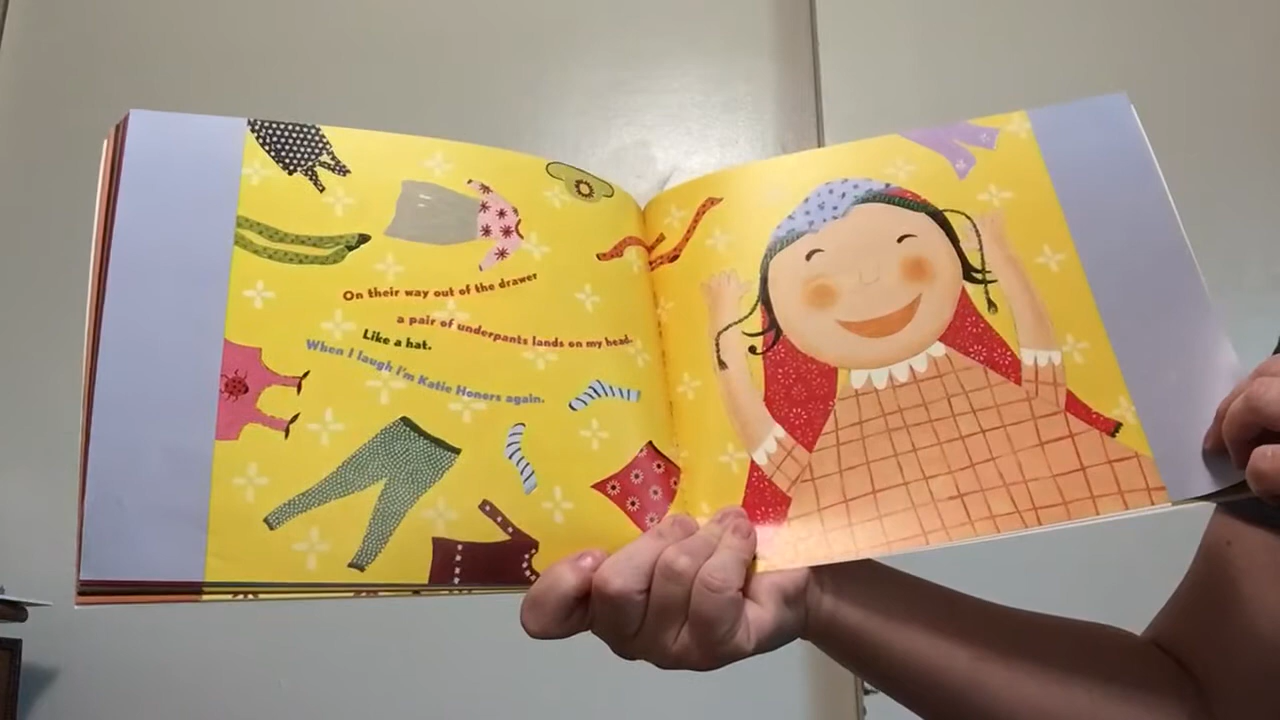 On their way out of the drawer
a pair of underpants lands on my head.
Like a hat.
When I laugh I'm Katie Honors again.